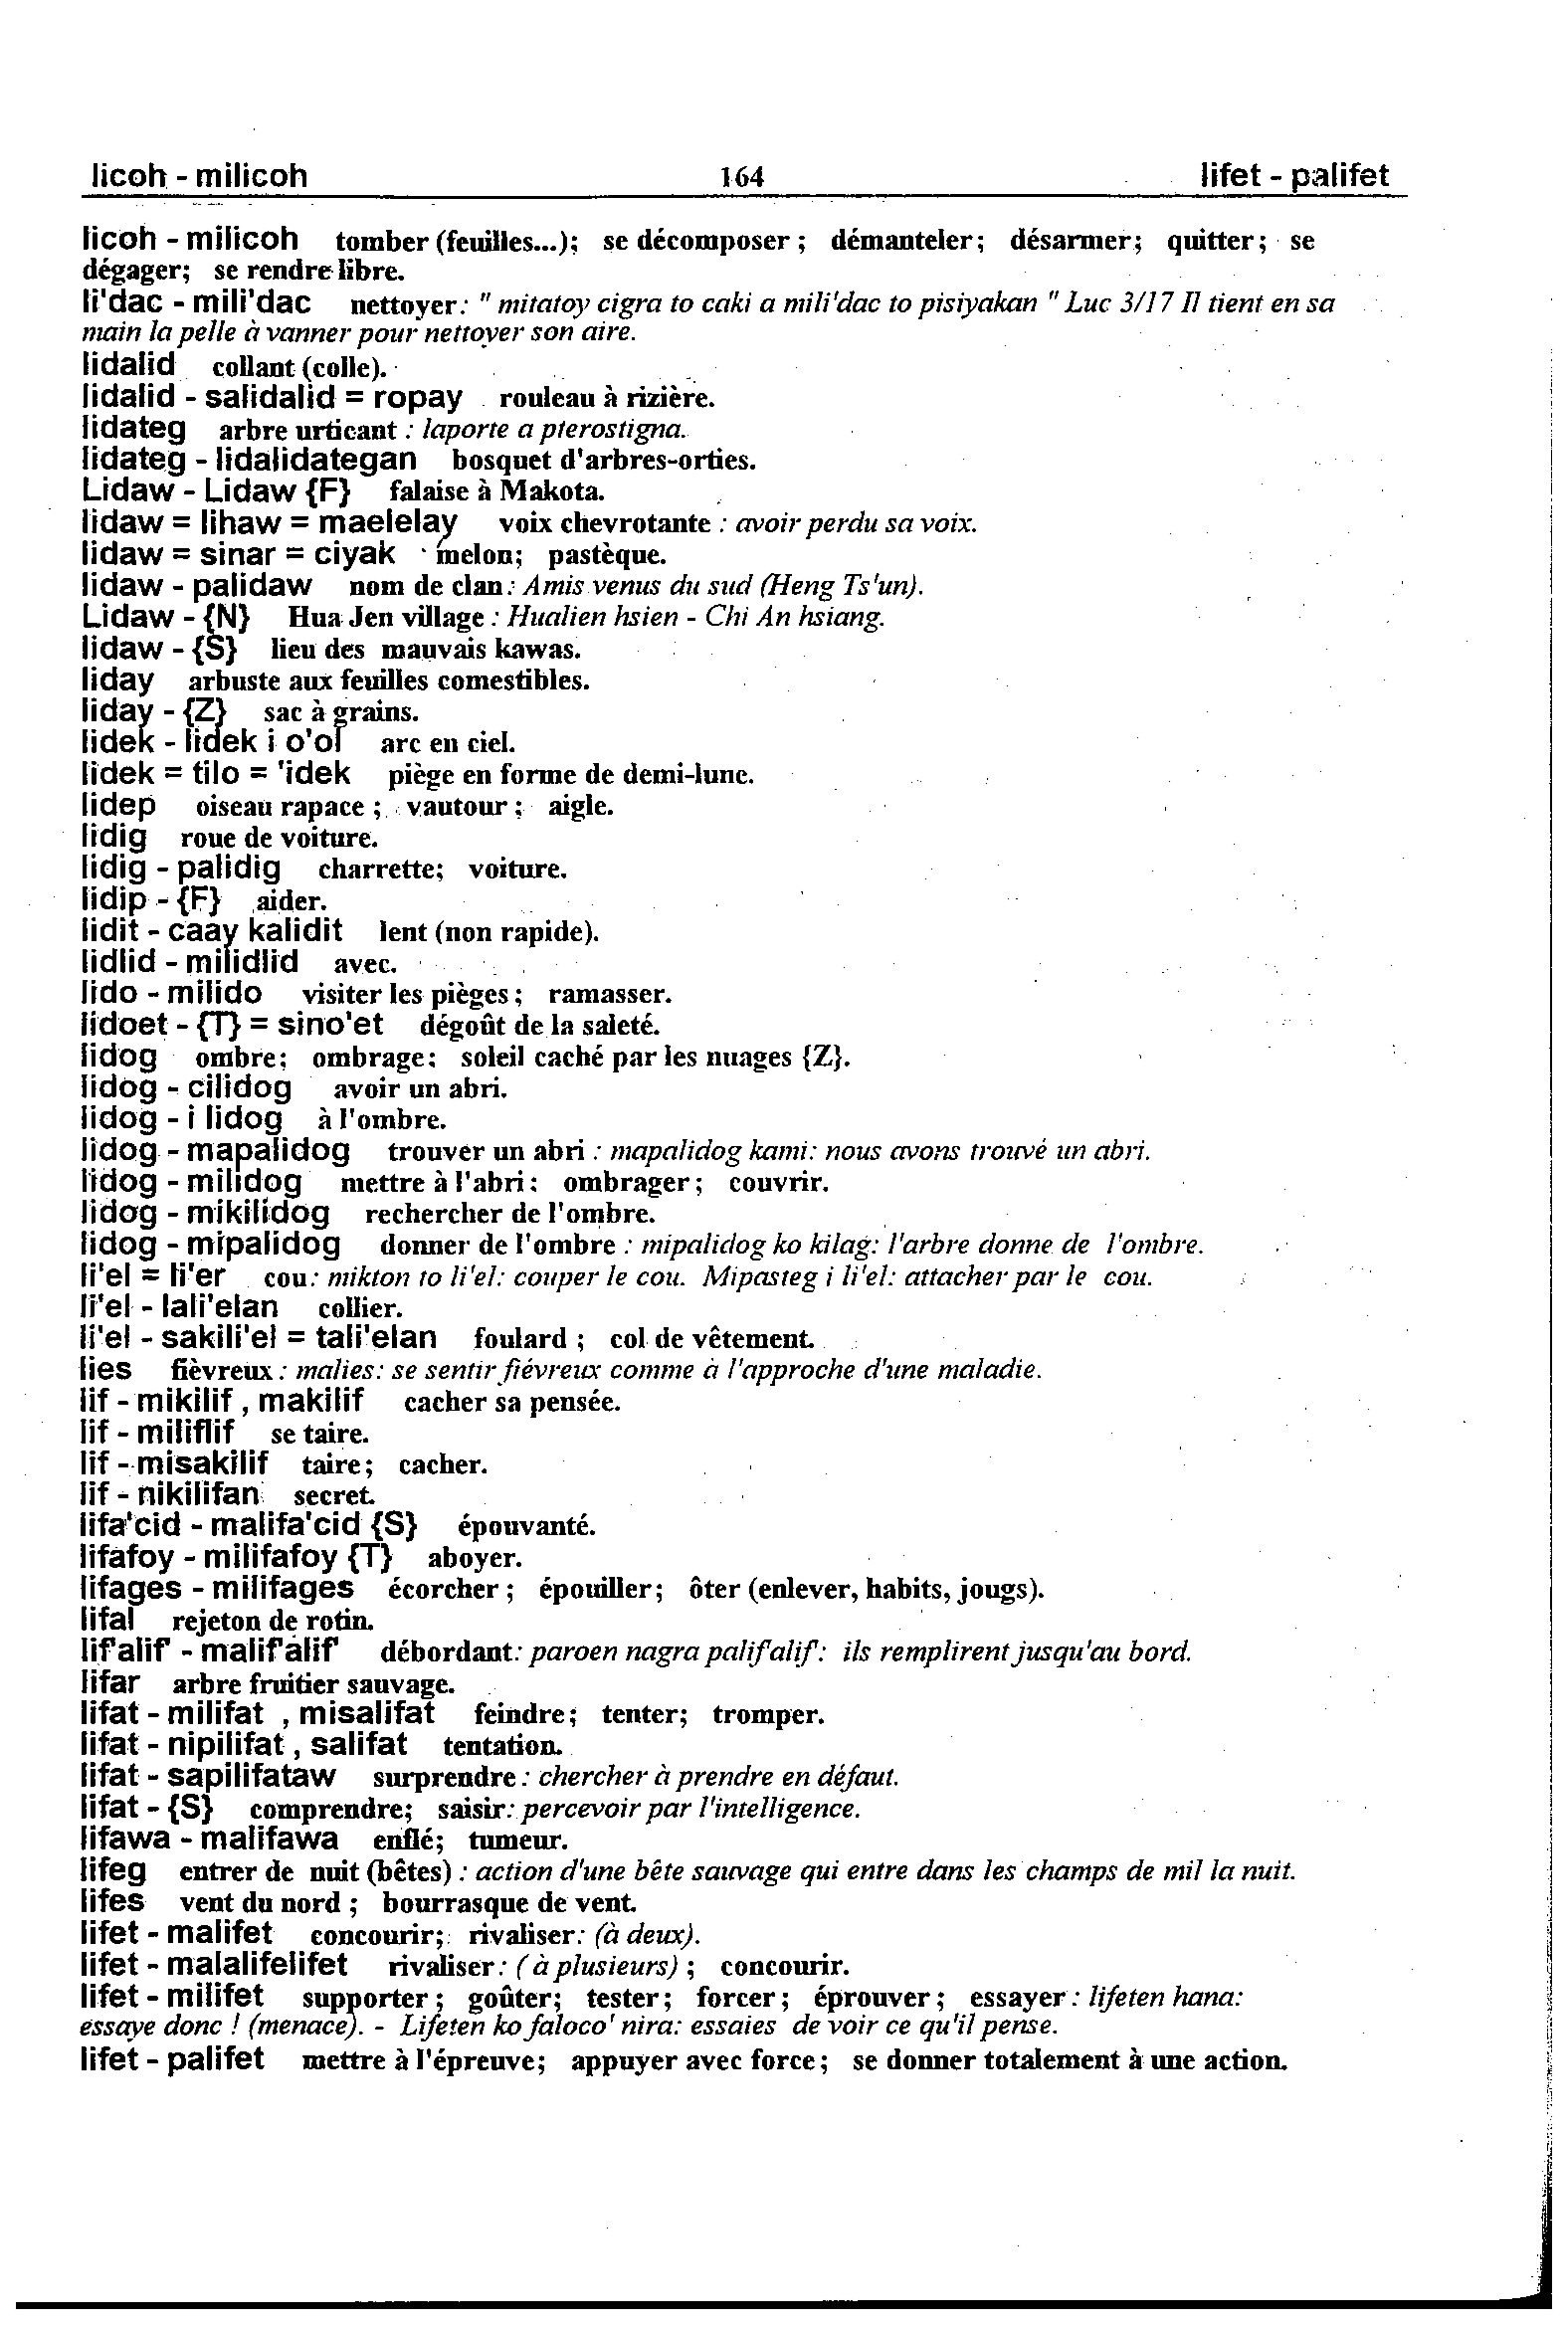 licoh - milicoh 164 lifet - palifet
licoh - milicoh tomber (feuilles...); se décomposer ; démanteler; désarmer; quitter; se
dégager; se rendre libre.
li'dac - mili'dac nettoyer: " mitatoy cigra to caki a mili'dac to pisiyakan " Luc 3/17 Il tient en sa
main la pelle à vanner pour nettoyer son aire.
lidalid collant (colle).
lidalid - salidalid = ropay rouleau à rizière.
lidateg arbre urticant : laporte a pterostigna.
lidateg - lidalidategan bosquet d'arbres-orties.
Lidaw - Lidaw {F} falaise à Makota.
lidaw = lihaw = maelelay voix chevrotante : avoir perdu sa voix.
lidaw = sinar = ciyak melon; pastèque.
lidaw - palidaw nom de clan : Amis venus du sud (Heng Ts'un).
Lidaw - {N} Hua Jen village : Hualien hsien - Chi An hsiang.
lidaw - {S} lieu des mauvais kawas.
liday arbuste aux feuilles comestibles.
liday - {Z} sac à grains.
lidek - lidek i o'ol arc en ciel.
lidek = tilo = 'idek piège en forme de demi-lune.
lidep oiseau rapace ; vautour ; aigle.
lidig roue de voiture.
lidig - palidig charrette; voiture.
lidip - {F} aider.
lidit - caay kalidit lent (non rapide).
lidlid - milidlid avec.
lido - milido visiter les pièges ; ramasser.
lidoet - {T} = sino'et dégoût de la saleté.
lidog ombre; ombrage; soleil caché par les nuages {Z}.
lidog - cilidog avoir un abri.
lidog - i lidog à l'ombre.
lidog - mapalidog trouver un abri : mapalidog kami: nous avons trouvé un abri.
lidog - milidog mettre à l'abri; ombrager ; couvrir.
lidog - mikilidog rechercher de l'ombre.
lidog - mipalidog donner de l'ombre : mipalidog ko kilag: l'arbre donne de l'ombre.
li'el = li'er cou: mikton to li'el: couper le cou. Mipasteg i li'el: attacher par le cou.
li'el - lali'elan collier.
li'el - sakili'el = tali'elan foulard ; col de vêtement.
lies fièvreux : malies: se sentir fiévreux comme à l'approche d'une maladie.
lif - mikilif , makilif cacher sa pensée.
lif - miliflif se taire.
lif - misakilif taire; cacher.
lif - nikilifan secret.
lifa'cid - malifa'cid {S} épouvanté.
lifafoy - milifafoy {T} aboyer.
lifages - milifages écorcher ; épouiller; ôter (enlever, habits, jougs).
lifal rejeton de rotin.
lif'alif' - malif'alif' débordant: paroen nagra palif'alif': ils remplirent jusqu'au bord.
lifar arbre fruitier sauvage.
lifat - milifat , misalifat feindre; tenter; tromper.
lifat - nipilifat , salifat tentation.
lifat - sapilifataw surprendre : chercher à prendre en défaut.
lifat - {S} comprendre; saisir: percevoir par l'intelligence.
lifawa - malifawa enflé; tumeur.
lifeg entrer de nuit (bêtes) : action d'une bête sauvage qui entre dans les champs de mil la nuit.
lifes vent du nord ; bourrasque de vent.
lifet - malifet concourir; rivaliser: (à deux).
lifet - malalifelifet rivaliser: ( à plusieurs) ; concourir.
lifet - milifet supporter ; goûter; tester; forcer ; éprouver ; essayer : lifeten hana:
essaye donc ! (menace). - Lifeten ko faloco' nira: essaies de voir ce qu'il pense.
lifet - palifet mettre à l'épreuve; appuyer avec force ; se donner totalement à une action.